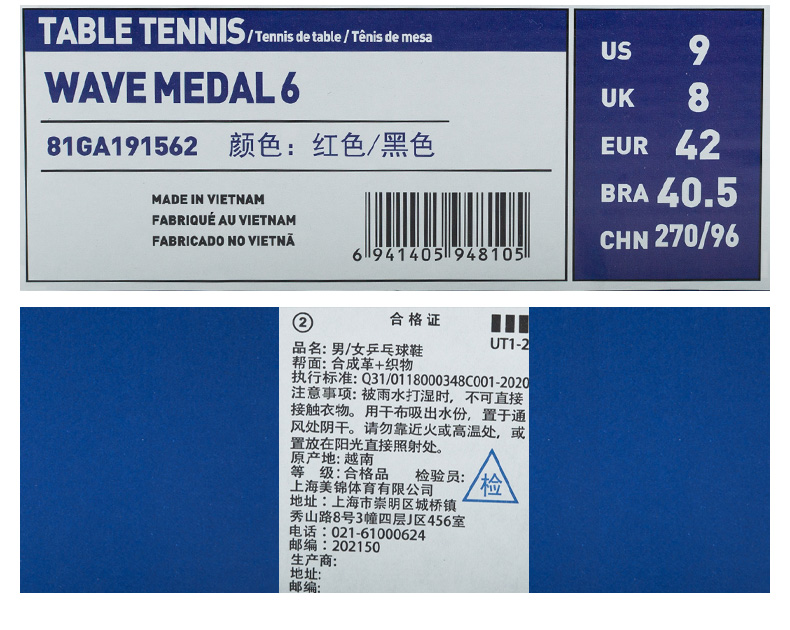 TABLE TENNIS / Tennis de table / Tênis de mesa
WAVE MEDAL 6
81GA191562 颜色：红色/黑色
MADE IN VIETNAM
FABRIQUÉ AU VIETNAM
FABRICADO NO VIETNÃ
6 941405 948105
US 9
UK 8
EUR 42
BRA 40.5
CHN 270/96
② 合格证
UT1-2
品名: 男/女乒乓球鞋
帮面: 合成革+织物
执行标准: Q31/0118000348C001-2020
注意事项: 被雨水打湿时，不可直接
接触衣物。用干布吸出水份，置于通
风处阴干。请勿靠近火或高温处，或
置放在阳光直接照射处。
原产地: 越南
等 级: 合格品 检验员: 检
上海美锦体育有限公司
地址: 上海市崇明区城桥镇
秀山路8号3幢四层J区456室
电话: 021-61000624
邮编: 202150
生产商:
地址:
邮编: